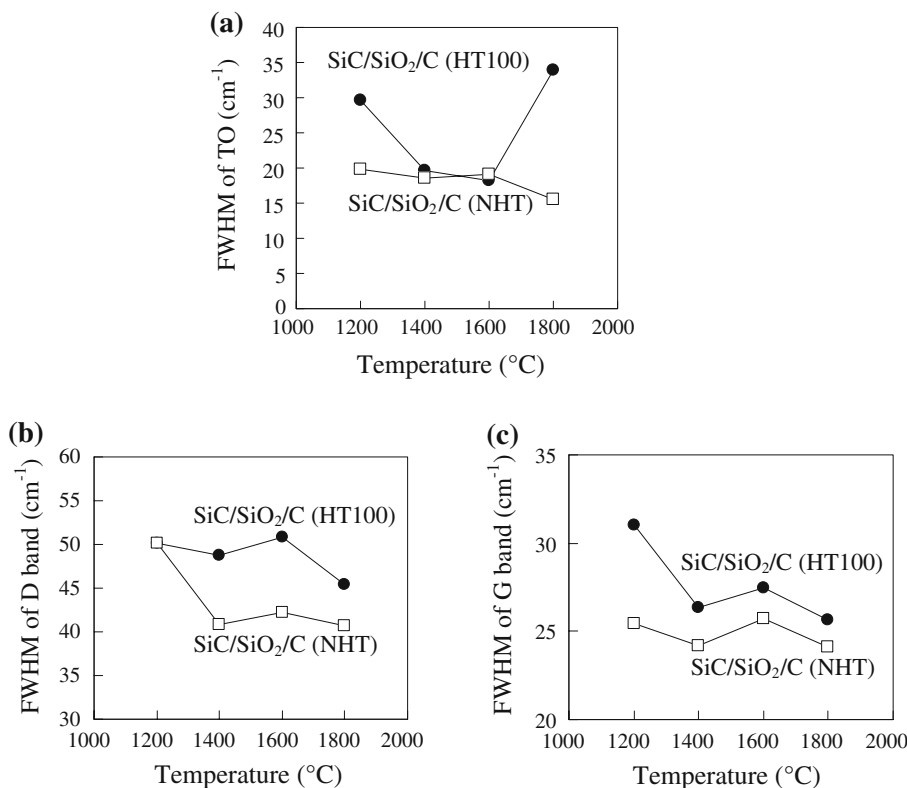 (a)
FWHM of TO (cm⁻¹)
40
35
30
25
20
15
10
5
0
SiC/SiO₂/C (HT100)
SiC/SiO₂/C (NHT)
1000 1200 1400 1600 1800 2000
Temperature (°C)
(b)
FWHM of D band (cm⁻¹)
60
55
50
45
40
35
30
SiC/SiO₂/C (HT100)
SiC/SiO₂/C (NHT)
1000 1200 1400 1600 1800 2000
Temperature (°C)
(c)
FWHM of G band (cm⁻¹)
35
30
25
20
SiC/SiO₂/C (HT100)
SiC/SiO₂/C (NHT)
1000 1200 1400 1600 1800 2000
Temperature (°C)